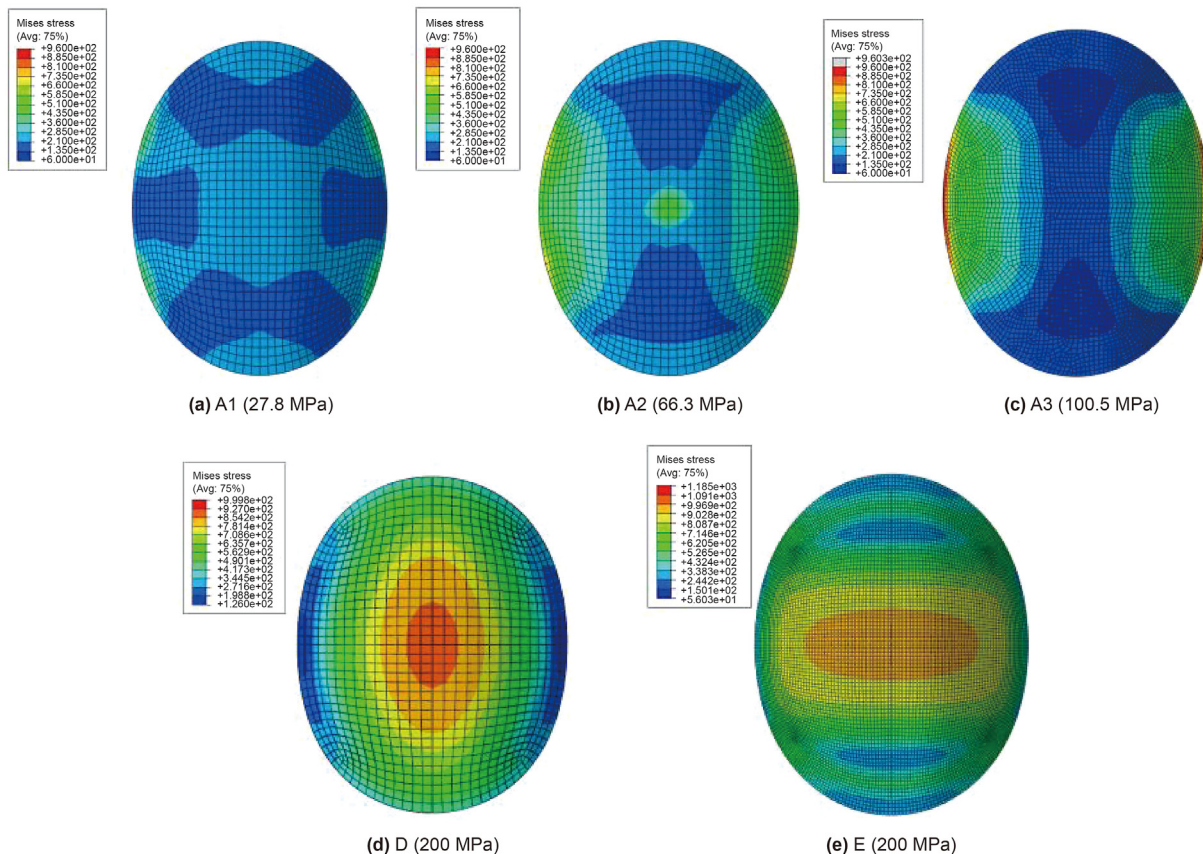 Mises stress
(Avg: 75%)
+9.600e+02
+8.850e+02
+8.100e+02
+7.350e+02
+6.600e+02
+5.850e+02
+5.100e+02
+4.350e+02
+3.600e+02
+2.850e+02
+2.100e+02
+1.350e+02
+6.000e+01
Mises stress
(Avg: 75%)
+9.600e+02
+8.850e+02
+8.100e+02
+7.350e+02
+6.600e+02
+5.850e+02
+5.100e+02
+4.350e+02
+3.600e+02
+2.850e+02
+2.100e+02
+1.350e+02
+6.000e+01
Mises stress
(Avg: 75%)
+9.603e+02
+9.600e+02
+8.850e+02
+8.100e+02
+7.350e+02
+6.600e+02
+5.850e+02
+5.100e+02
+4.350e+02
+3.600e+02
+2.850e+02
+2.100e+02
+1.350e+02
+6.000e+01
(a) A1 (27.8 MPa)
(b) A2 (66.3 MPa)
(c) A3 (100.5 MPa)
Mises stress
(Avg: 75%)
+9.998e+02
+9.270e+02
+8.542e+02
+7.814e+02
+7.086e+02
+6.357e+02
+5.629e+02
+4.901e+02
+4.173e+02
+3.445e+02
+2.716e+02
+1.988e+02
+1.260e+02
Mises stress
(Avg: 75%)
+1.185e+03
+1.091e+03
+9.969e+02
+9.028e+02
+8.087e+02
+7.146e+02
+6.205e+02
+5.265e+02
+4.324e+02
+3.383e+02
+2.442e+02
+1.501e+02
+5.603e+01
(d) D (200 MPa)
(e) E (200 MPa)